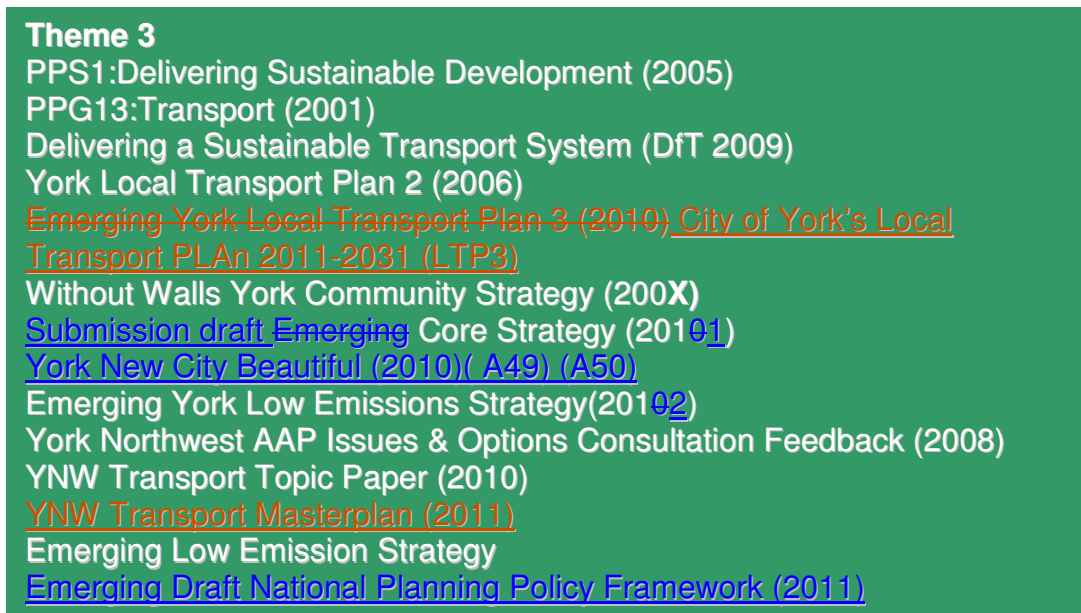 Theme 3
PPS1:Delivering Sustainable Development (2005)
PPG13:Transport (2001)
Delivering a Sustainable Transport System (DfT 2009)
York Local Transport Plan 2 (2006)
Emerging York Local Transport Plan 3 (2010) City of York's Local
Transport PLAn 2011-2031 (LTP3)
Without Walls York Community Strategy (200X)
Submission draft Emerging Core Strategy (20101)
York New City Beautiful (2010)( A49) (A50)
Emerging York Low Emissions Strategy(20102)
York Northwest AAP Issues & Options Consultation Feedback (2008)
YNW Transport Topic Paper (2010)
YNW Transport Masterplan (2011)
Emerging Low Emission Strategy
Emerging Draft National Planning Policy Framework (2011)